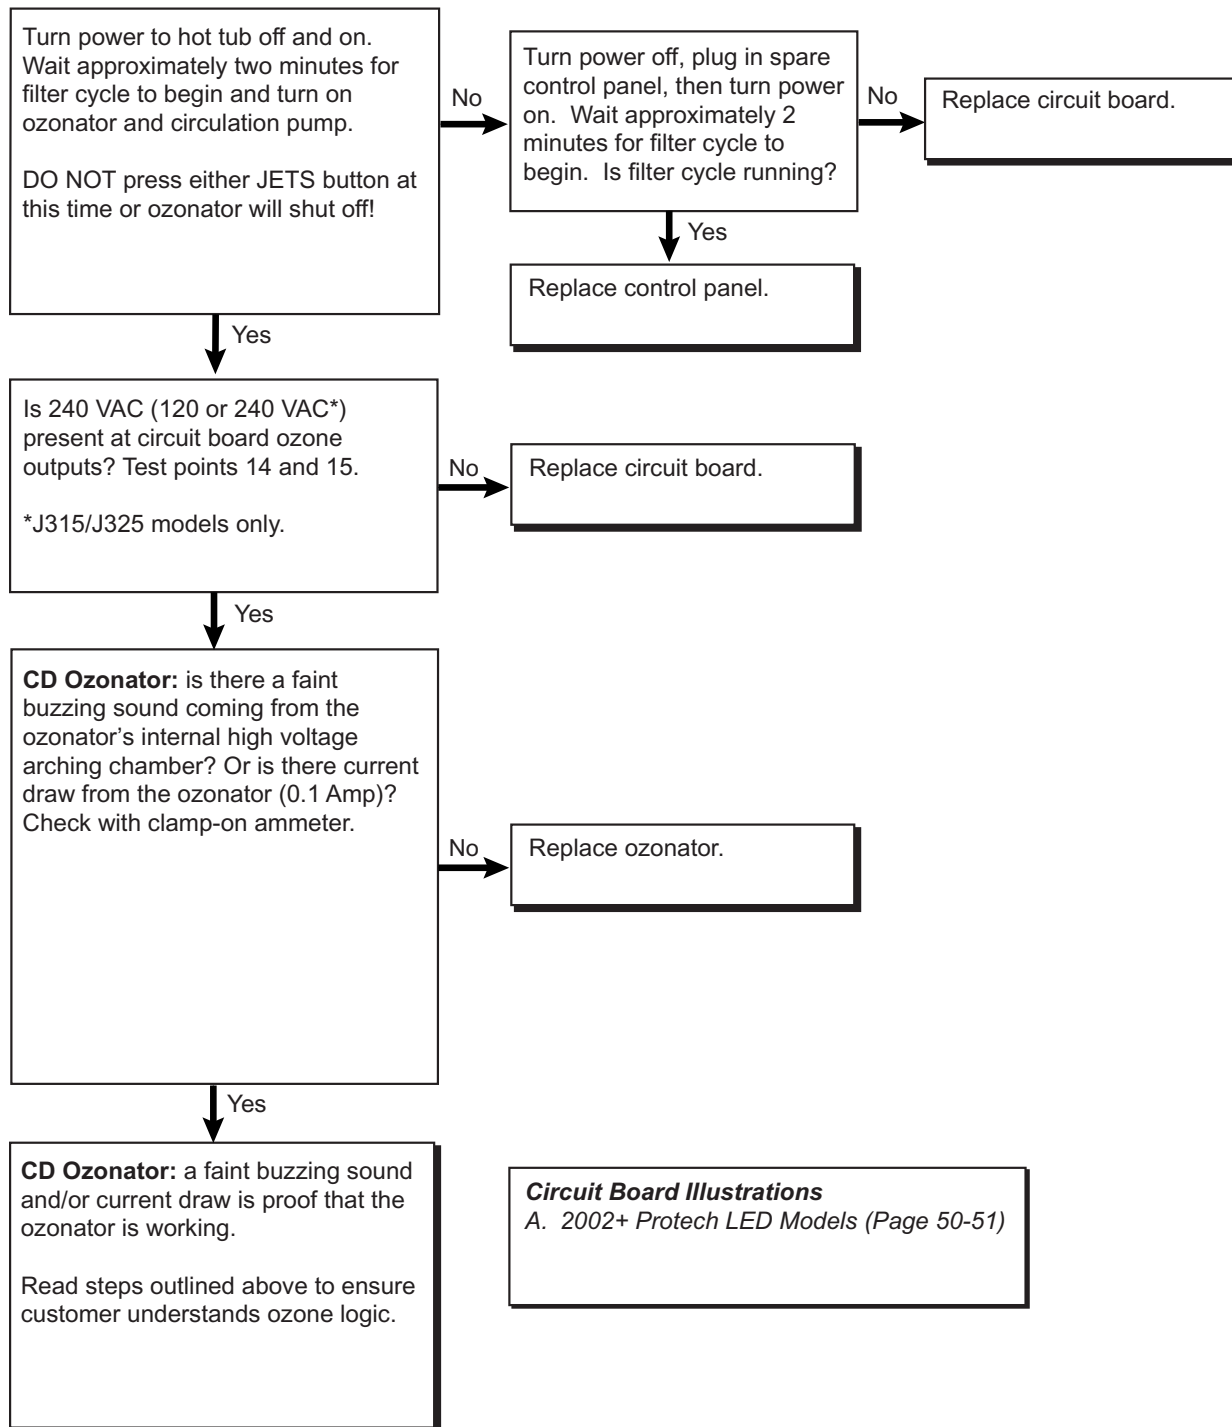 Turn power to hot tub off and on.
Wait approximately two minutes for
filter cycle to begin and turn on
ozonator and circulation pump.
DO NOT press either JETS button at
this time or ozonator will shut off!
No
Turn power off, plug in spare
control panel, then turn power
on.  Wait approximately 2
minutes for filter cycle to
begin.  Is filter cycle running?
No
Replace circuit board.
Yes
Replace control panel.
Yes
Is 240 VAC (120 or 240 VAC*)
present at circuit board ozone
outputs? Test points 14 and 15.
*J315/J325 models only.
No
Replace circuit board.
Yes
CD Ozonator: is there a faint
buzzing sound coming from the
ozonator’s internal high voltage
arching chamber? Or is there current
draw from the ozonator (0.1 Amp)?
Check with clamp-on ammeter.
No
Replace ozonator.
Yes
CD Ozonator: a faint buzzing sound
and/or current draw is proof that the
ozonator is working.
Read steps outlined above to ensure
customer understands ozone logic.
Circuit Board Illustrations
A.  2002+ Protech LED Models (Page 50-51)